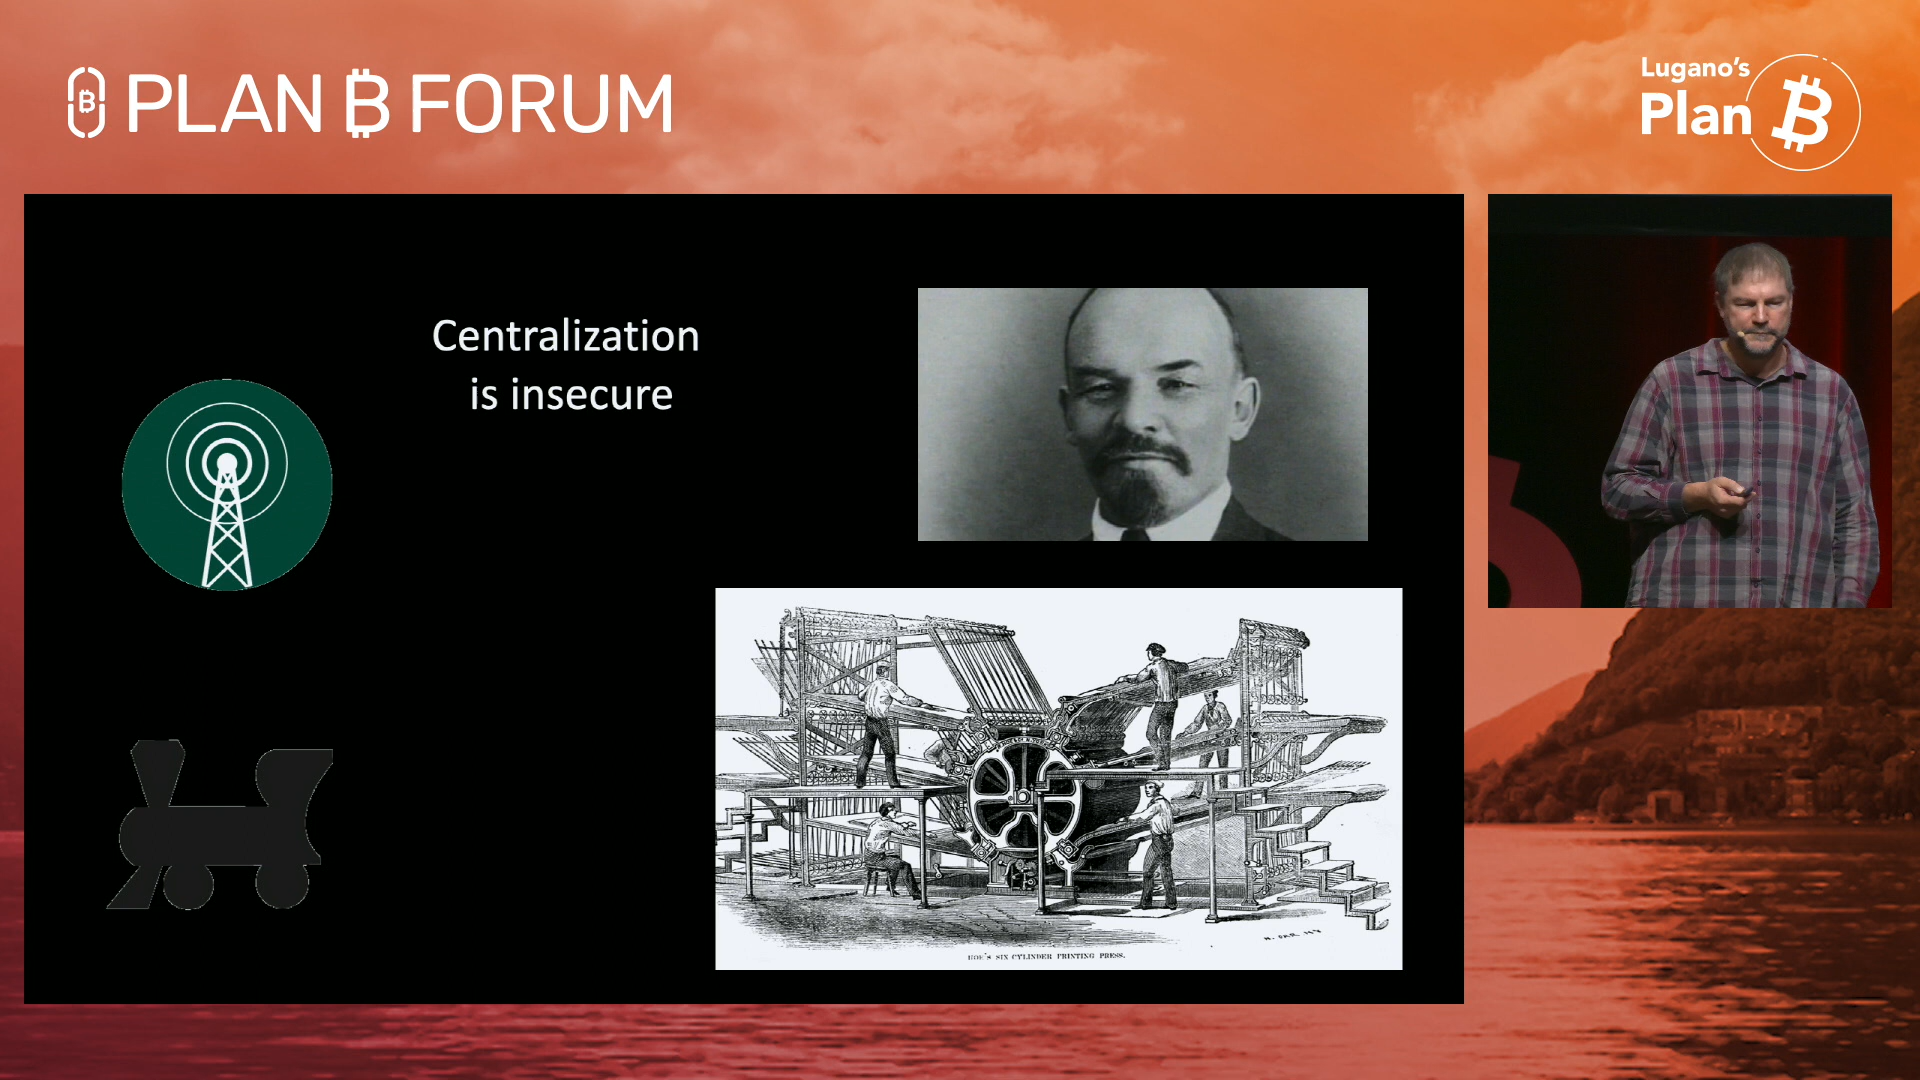 PLAN ₿ FORUM
Lugano's
Plan ₿
Centralization
is insecure
HOE'S SIX CYLINDER PRINTING PRESS.